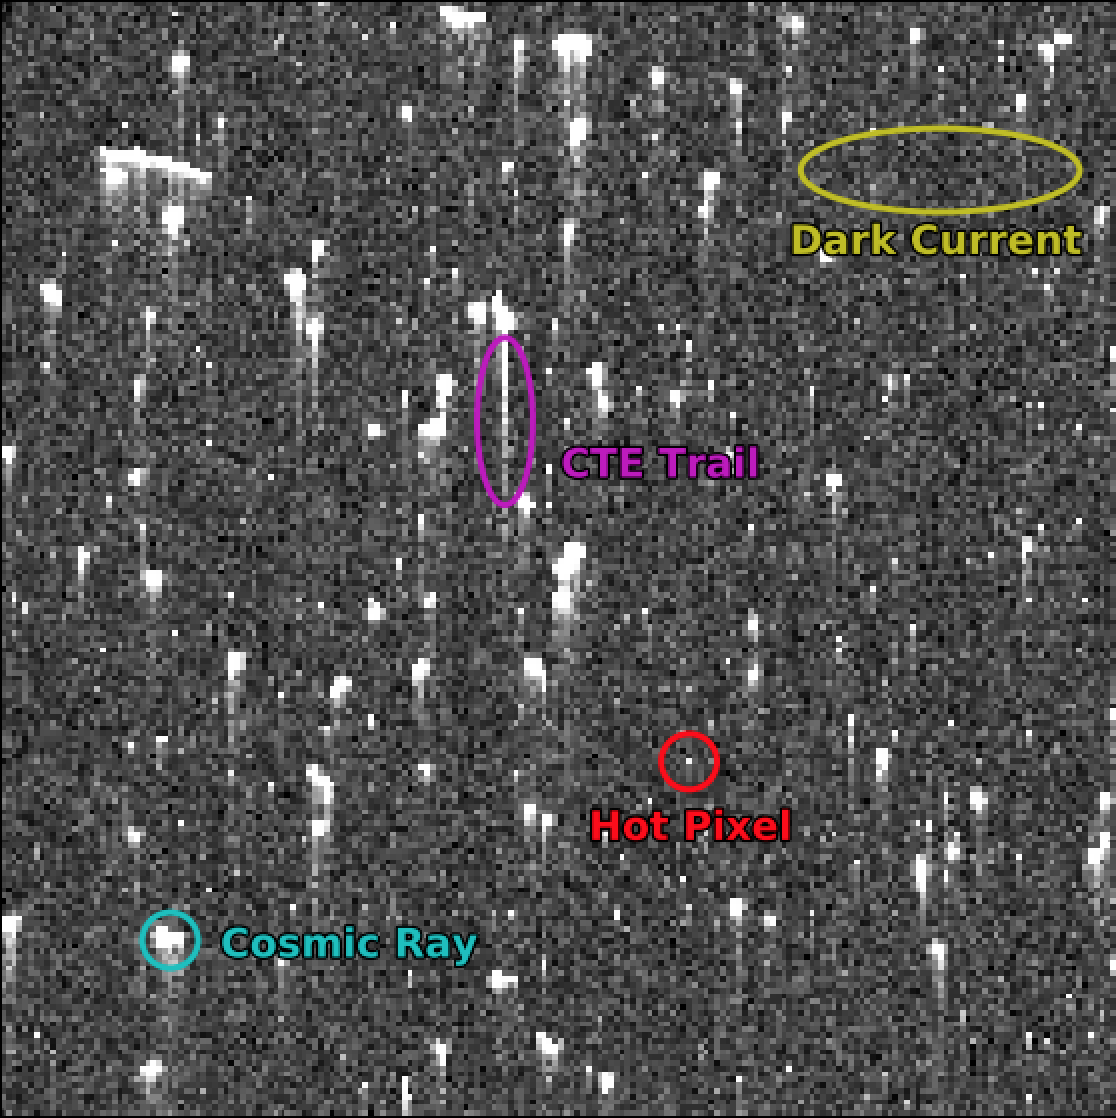 Dark Current
CTE Trail
Hot Pixel
Cosmic Ray